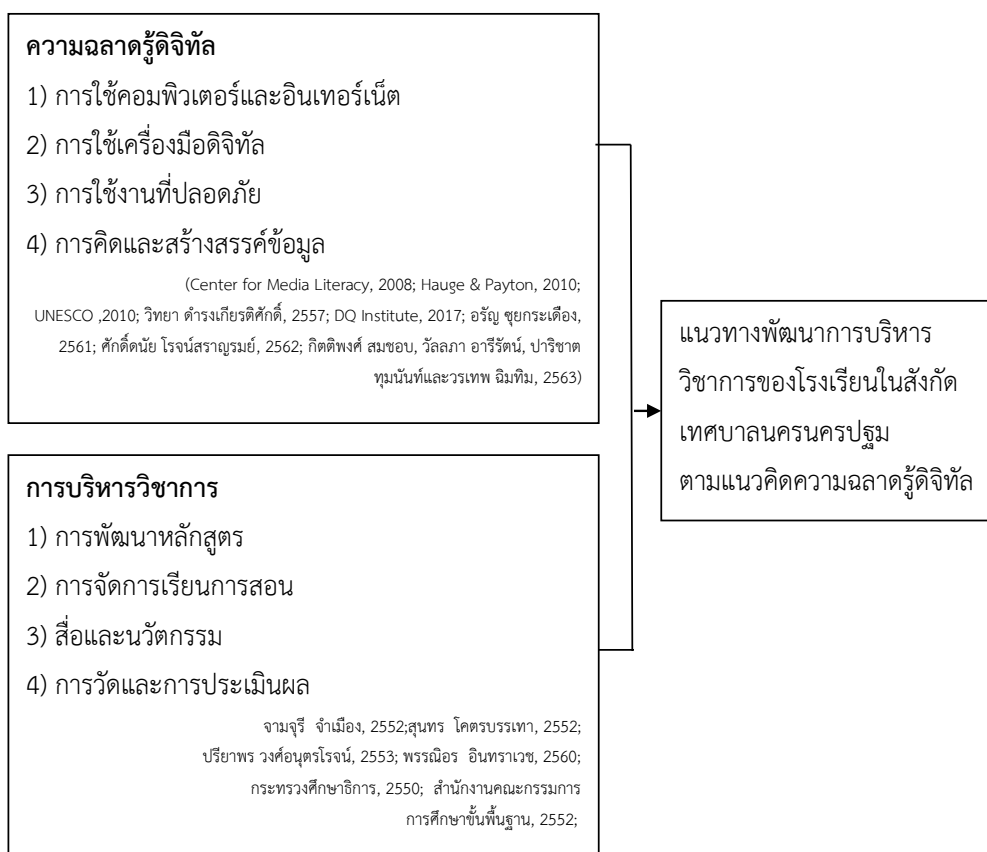 ความฉลาดรู้ดิจิทัล
1) การใช้คอมพิวเตอร์และอินเทอร์เน็ต
2) การใช้เครื่องมือดิจิทัล
3) การใช้งานที่ปลอดภัย
4) การคิดและสร้างสรรค์ข้อมูล
(Center for Media Literacy, 2008; Hauge & Payton, 2010;
UNESCO ,2010; วิทยา ดำรงเกียรติศักดิ์, 2557; DQ Institute, 2017; อรัญ ซุยกระเดื่อง,
2561; ศักดิ์ดนัย โรจน์สราญรมย์, 2562; กิตติพงศ์ สมชอบ, วัลลภา อารีรัตน์, ปาริชาต
ทุมนันท์และวรเทพ ฉิมทิม, 2563)
การบริหารวิชาการ
1) การพัฒนาหลักสูตร
2) การจัดการเรียนการสอน
3) สื่อและนวัตกรรม
4) การวัดและการประเมินผล
จามจุรี จำเมือง, 2552;สุนทร โคตรบรรเทา, 2552;
ปรียาพร วงศ์อนุตรโรจน์, 2553; พรรณิอร อินทราเวช, 2560;
กระทรวงศึกษาธิการ, 2550; สำนักงานคณะกรรมการ
การศึกษาขั้นพื้นฐาน, 2552;
แนวทางพัฒนาการบริหาร
วิชาการของโรงเรียนในสังกัด
เทศบาลนครนครปฐม
ตามแนวคิดความฉลาดรู้ดิจิทัล